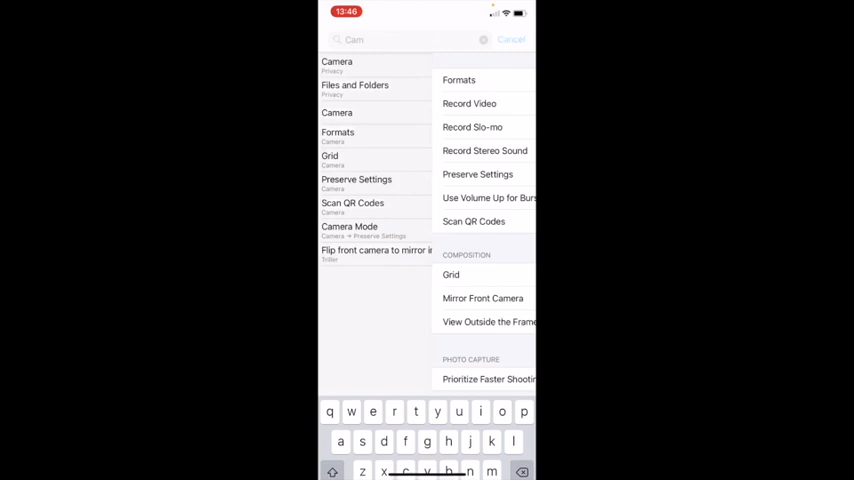 13:46
Cam
Cancel
Camera
Privacy
Files and Folders
Privacy
Camera
Formats
Camera
Grid
Camera
Preserve Settings
Camera
Scan QR Codes
Camera
Camera Mode
Camera → Preserve Settings
Flip front camera to mirror
Triller
Formats
Record Video
Record Slo-mo
Record Stereo Sound
Preserve Settings
Use Volume Up for Burs
Scan QR Codes
COMPOSITION
Grid
Mirror Front Camera
View Outside the Frame
PHOTO CAPTURE
Prioritize Faster Shootin
q w e r t y u i o p
a s d f g h j k l
z x c v b n m